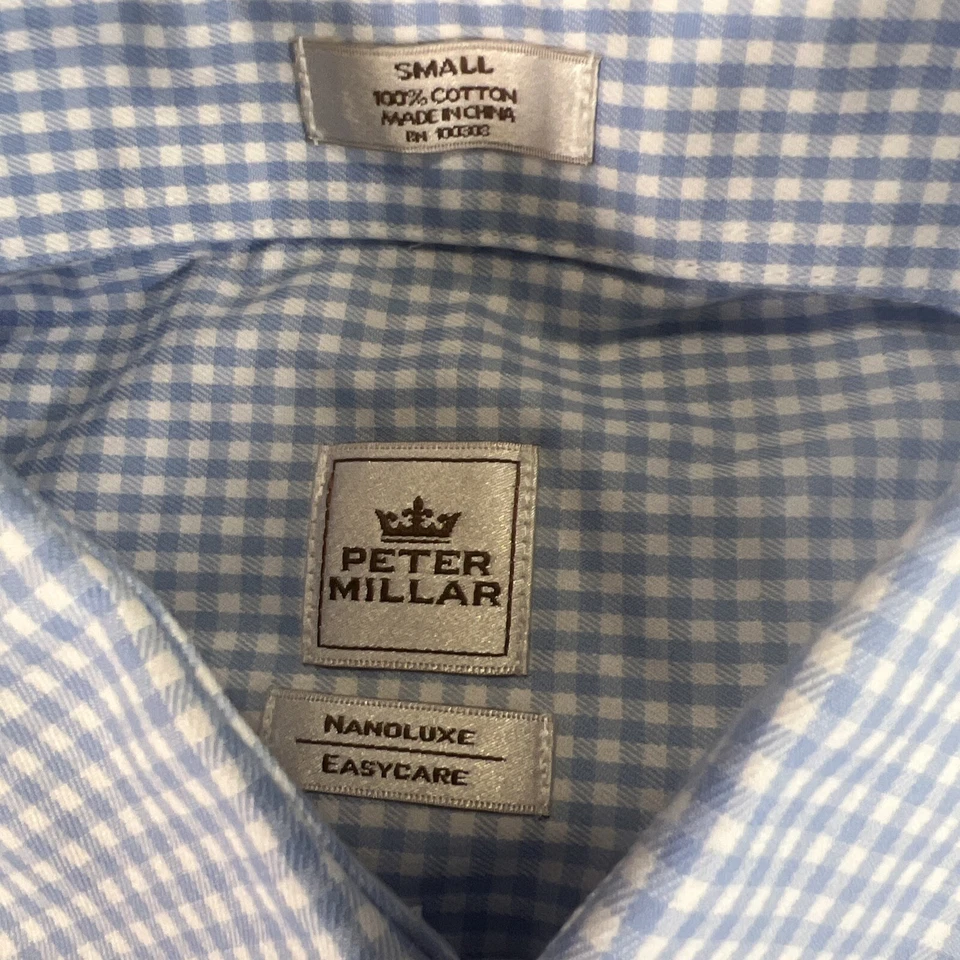 SMALL
100% COTTON
MADE IN CHINA
RN 100303
PETER
MILLAR
NANOLUXE
EASYCARE